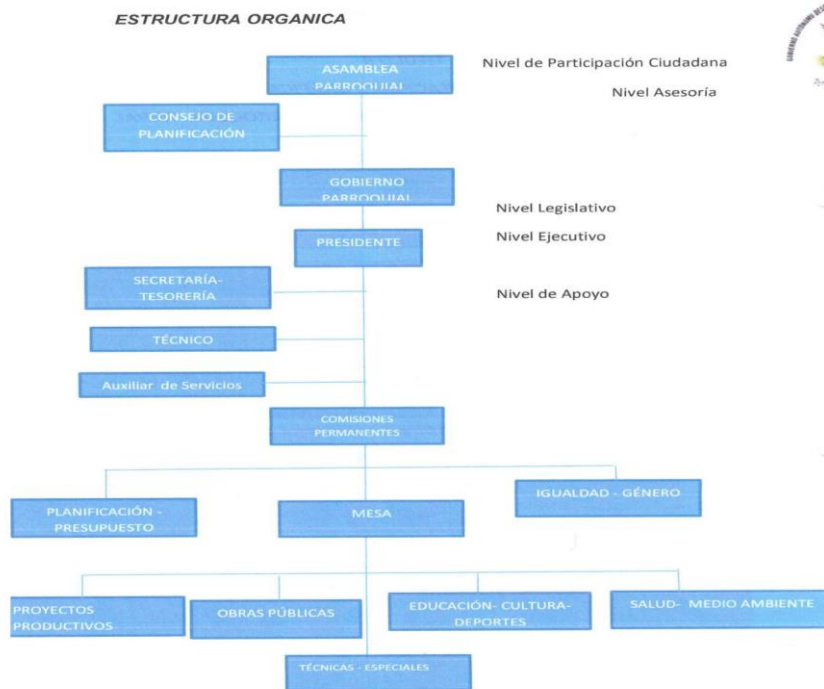 ESTRUCTURA ORGANICA
ASAMBLEA
PARROQUIAL
Nivel de Participación Ciudadana
Nivel Asesoría
CONSEJO DE
PLANIFICACIÓN
GOBIERNO
PARROQUIAL
Nivel Legislativo
PRESIDENTE
Nivel Ejecutivo
SECRETARÍA-
TESORERÍA
Nivel de Apoyo
TÉCNICO
Auxiliar de Servicios
COMISIONES
PERMANENTES
PLANIFICACIÓN -
PRESUPUESTO
MESA
IGUALDAD - GÉNERO
PROYECTOS
PRODUCTIVOS
OBRAS PÚBLICAS
EDUCACIÓN- CULTURA-
DEPORTES
SALUD- MEDIO AMBIENTE
TÉCNICAS - ESPECIALES